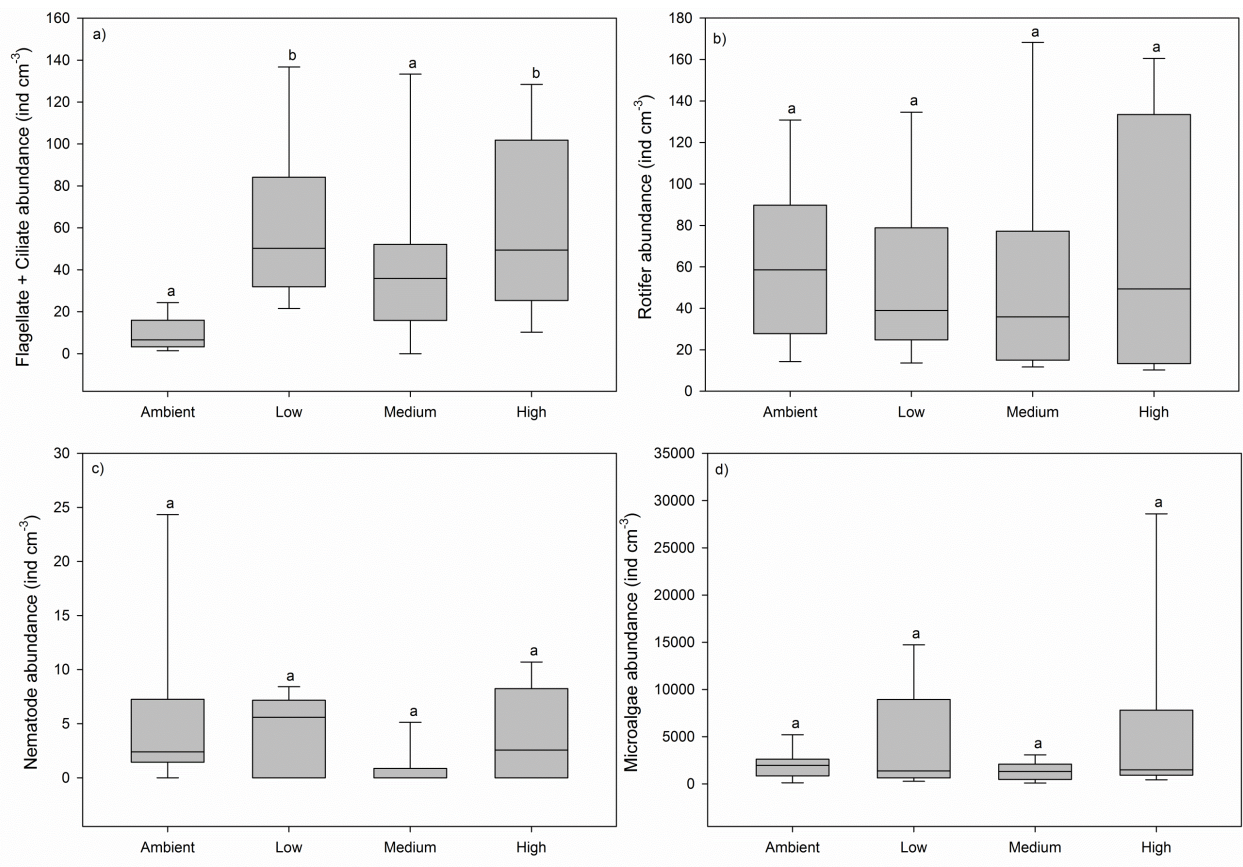 a)
Flagellate + Ciliate abundance (ind cm-3)
160
140
120
100
80
60
40
20
0
a
b
a
b
Ambient Low Medium High
b)
Rotifer abundance (ind cm-3)
180
160
140
120
100
80
60
40
20
0
a
a
a
a
Ambient Low Medium High
c)
Nematode abundance (ind cm-3)
30
25
20
15
10
5
0
a
a
a
a
Ambient Low Medium High
d)
Microalgae abundance (ind cm-3)
35000
30000
25000
20000
15000
10000
5000
0
a
a
a
a
Ambient Low Medium High